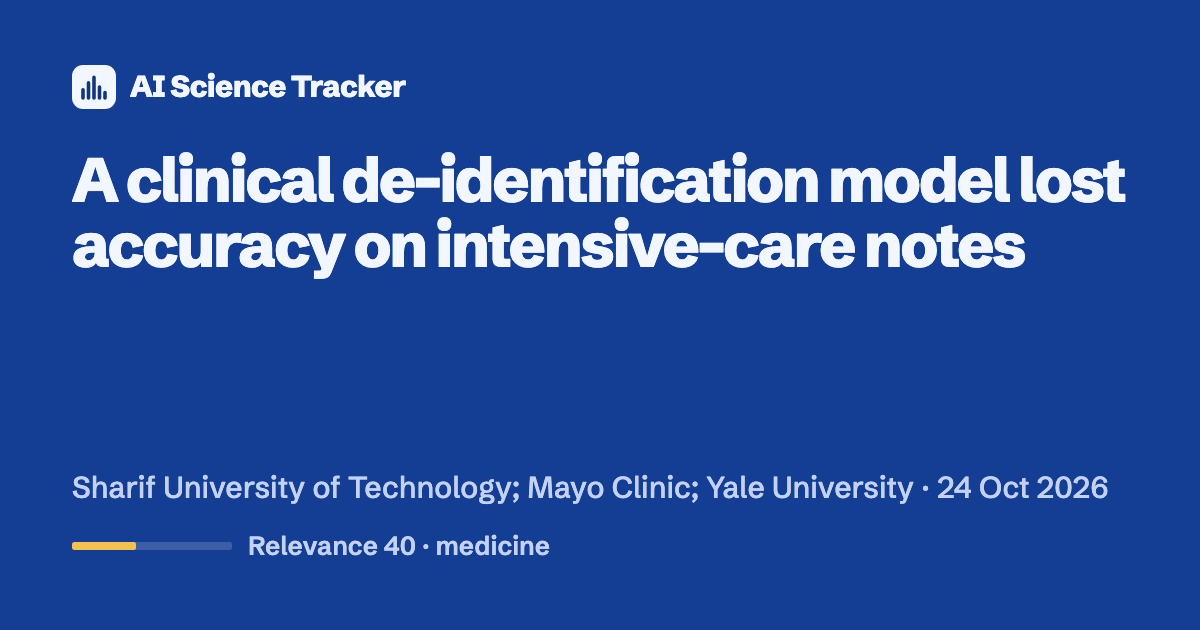 AI Science Tracker
A clinical de-identification model lost
accuracy on intensive-care notes
Sharif University of Technology; Mayo Clinic; Yale University · 24 Oct 2026
Relevance 40 · medicine